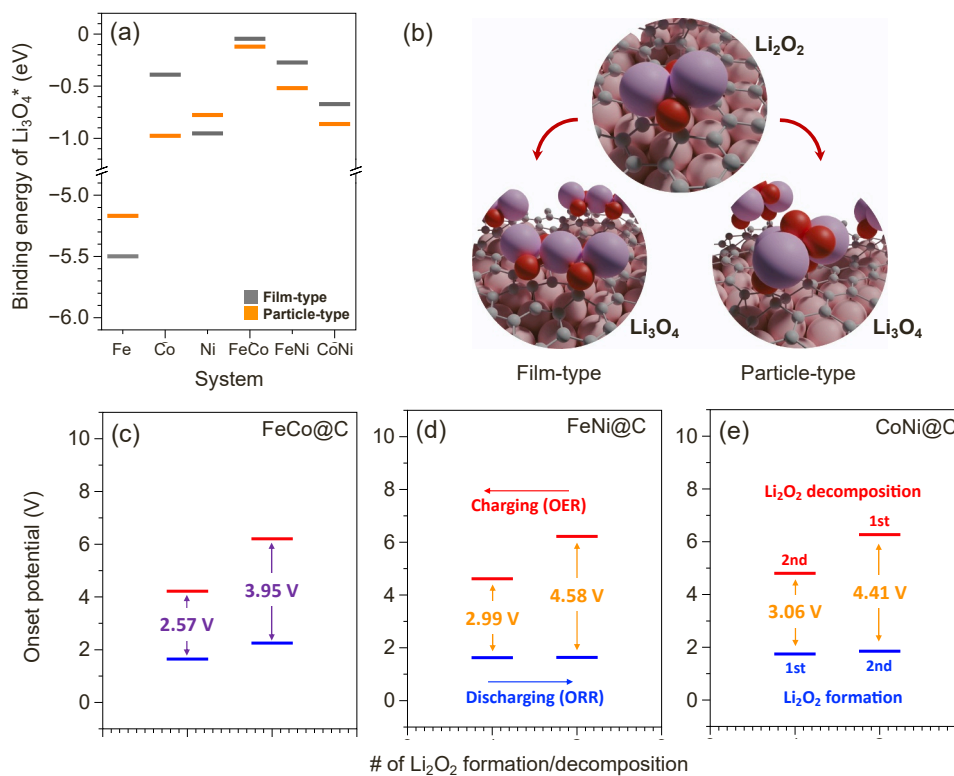 (a)
Binding energy of Li₃O₄* (eV)
0
−0.5
−1.0
−5.0
−5.5
−6.0
Film-type
Particle-type
Fe Co Ni FeCo FeNi CoNi
System
(b)
Li₂O₂
Li₃O₄
Li₃O₄
Film-type
Particle-type
Onset potential (V)
(c)
FeCo@C
10
8
6
4
2
0
2.57 V
3.95 V
(d)
FeNi@C
10
8
6
4
2
0
Charging (OER)
2.99 V
4.58 V
Discharging (ORR)
(e)
CoNi@C
10
8
6
4
2
0
Li₂O₂ decomposition
1st
2nd
3.06 V
4.41 V
1st
2nd
Li₂O₂ formation
# of Li₂O₂ formation/decomposition